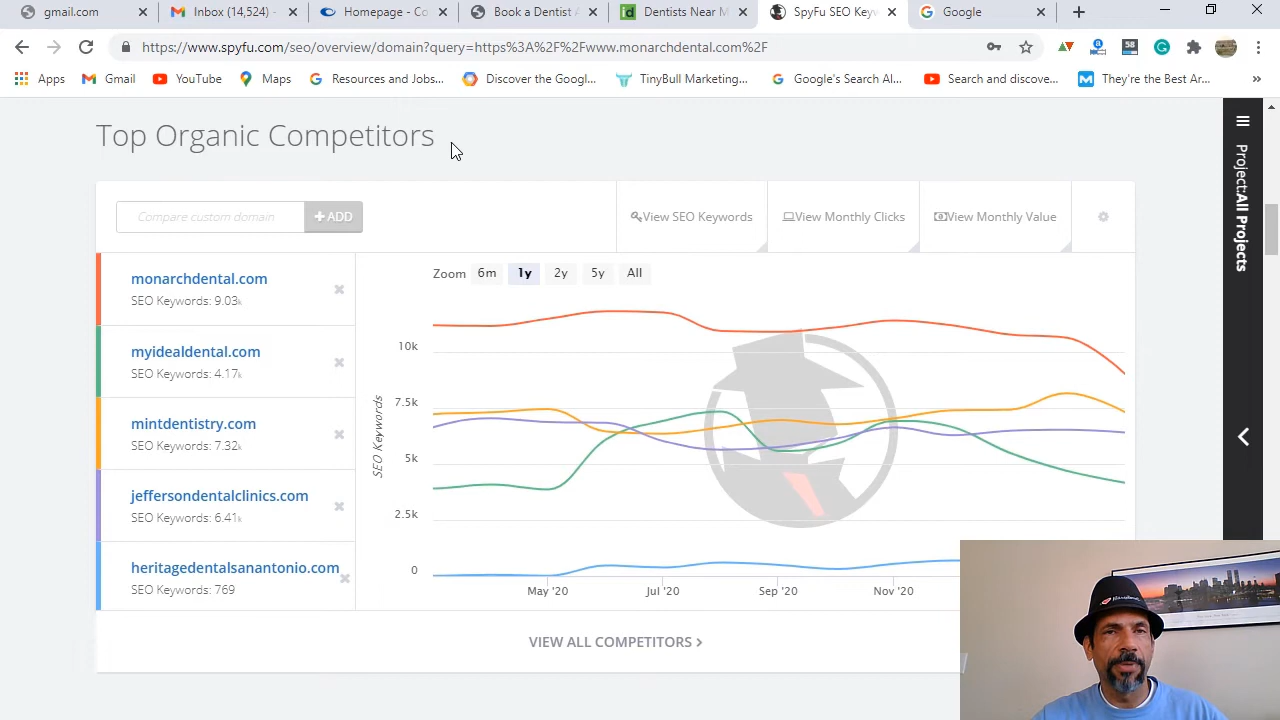 gmail.com
Inbox (14,524) -
Homepage - Co
Book a Dentist A
Dentists Near M
SpyFu SEO Keyw
Google
https://www.spyfu.com/seo/overview/domain?query=https%3A%2F%2Fwww.monarchdental.com%2F
58
Apps
Gmail
YouTube
Maps
Resources and Jobs...
Discover the Googl...
TinyBull Marketing...
Google's Search Al...
Search and discove...
They're the Best Ar...
»
Top Organic Competitors
Compare custom domain
+ ADD
View SEO Keywords
View Monthly Clicks
View Monthly Value
Project:All Projects
monarchdental.com
SEO Keywords: 9.03k
myidealdental.com
SEO Keywords: 4.17k
mintdentistry.com
SEO Keywords: 7.32k
jeffersondentalclinics.com
SEO Keywords: 6.41k
heritagedentalsanantonio.com
SEO Keywords: 769
Zoom 6m 1y 2y 5y All
SEO Keywords
10k
7.5k
5k
2.5k
0
May '20
Jul '20
Sep '20
Nov '20
VIEW ALL COMPETITORS >